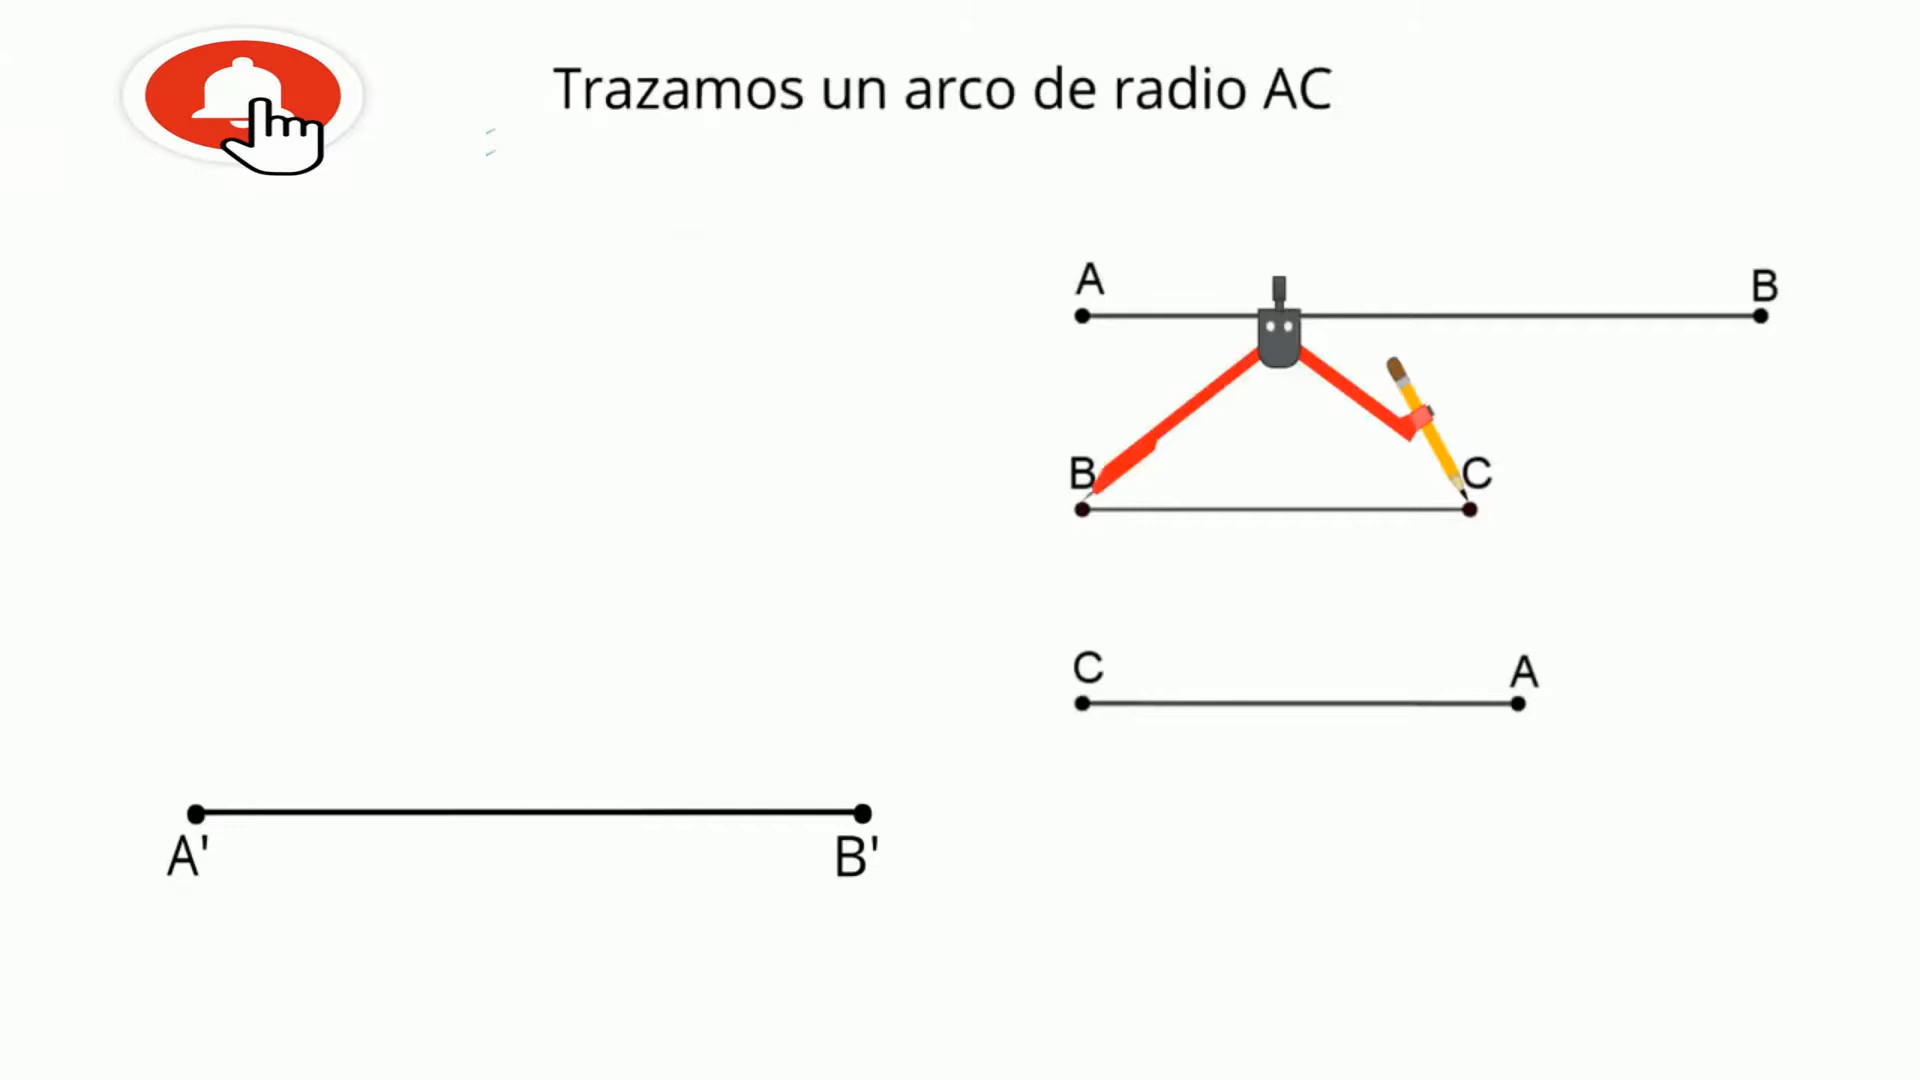 Trazamos un arco de radio AC
A B
B C
C A
A' B'